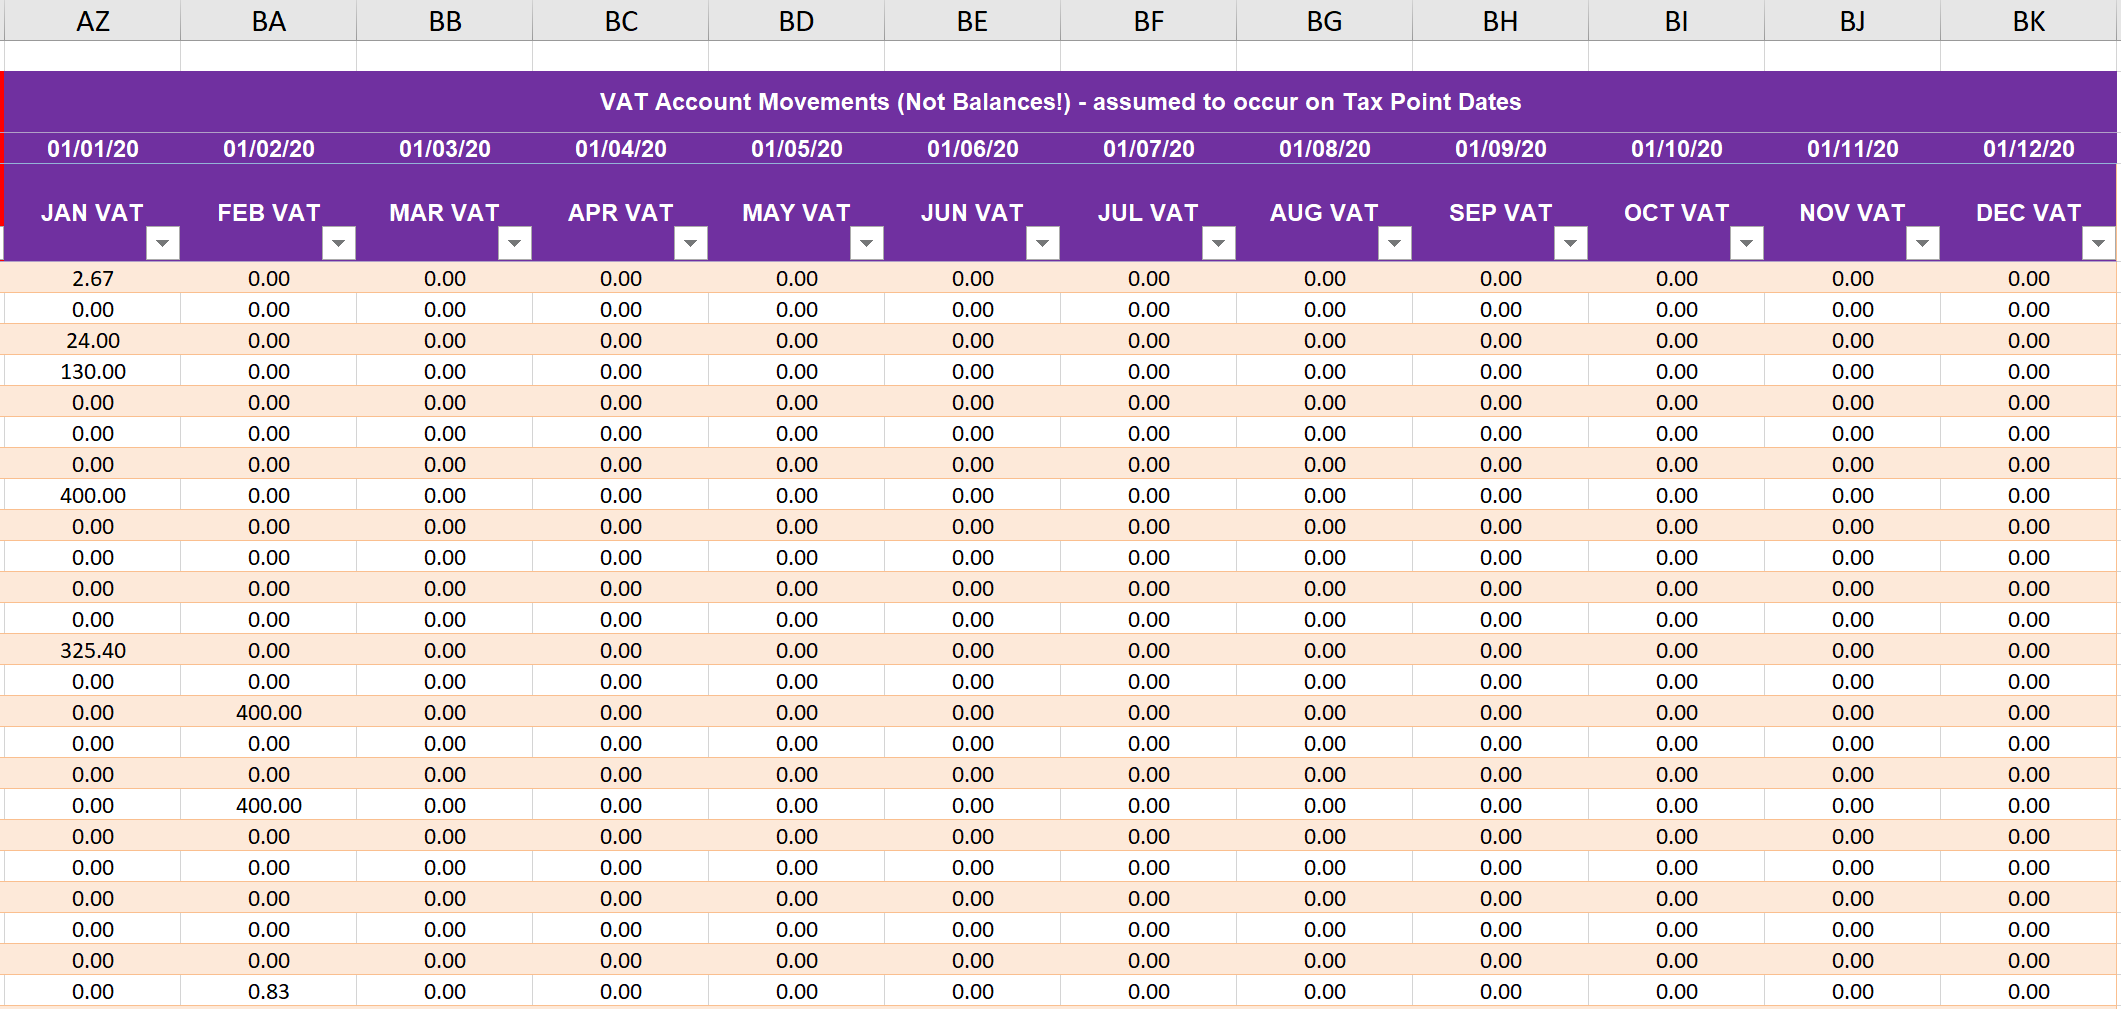 AZ BA BB BC BD BE BF BG BH BI BJ BK
VAT Account Movements (Not Balances!) - assumed to occur on Tax Point Dates
01/01/20 01/02/20 01/03/20 01/04/20 01/05/20 01/06/20 01/07/20 01/08/20 01/09/20 01/10/20 01/11/20 01/12/20
JAN VAT FEB VAT MAR VAT APR VAT MAY VAT JUN VAT JUL VAT AUG VAT SEP VAT OCT VAT NOV VAT DEC VAT
2.67 0.00 0.00 0.00 0.00 0.00 0.00 0.00 0.00 0.00 0.00 0.00
0.00 0.00 0.00 0.00 0.00 0.00 0.00 0.00 0.00 0.00 0.00 0.00
24.00 0.00 0.00 0.00 0.00 0.00 0.00 0.00 0.00 0.00 0.00 0.00
130.00 0.00 0.00 0.00 0.00 0.00 0.00 0.00 0.00 0.00 0.00 0.00
0.00 0.00 0.00 0.00 0.00 0.00 0.00 0.00 0.00 0.00 0.00 0.00
0.00 0.00 0.00 0.00 0.00 0.00 0.00 0.00 0.00 0.00 0.00 0.00
0.00 0.00 0.00 0.00 0.00 0.00 0.00 0.00 0.00 0.00 0.00 0.00
400.00 0.00 0.00 0.00 0.00 0.00 0.00 0.00 0.00 0.00 0.00 0.00
0.00 0.00 0.00 0.00 0.00 0.00 0.00 0.00 0.00 0.00 0.00 0.00
0.00 0.00 0.00 0.00 0.00 0.00 0.00 0.00 0.00 0.00 0.00 0.00
0.00 0.00 0.00 0.00 0.00 0.00 0.00 0.00 0.00 0.00 0.00 0.00
0.00 0.00 0.00 0.00 0.00 0.00 0.00 0.00 0.00 0.00 0.00 0.00
325.40 0.00 0.00 0.00 0.00 0.00 0.00 0.00 0.00 0.00 0.00 0.00
0.00 0.00 0.00 0.00 0.00 0.00 0.00 0.00 0.00 0.00 0.00 0.00
0.00 400.00 0.00 0.00 0.00 0.00 0.00 0.00 0.00 0.00 0.00 0.00
0.00 0.00 0.00 0.00 0.00 0.00 0.00 0.00 0.00 0.00 0.00 0.00
0.00 0.00 0.00 0.00 0.00 0.00 0.00 0.00 0.00 0.00 0.00 0.00
0.00 400.00 0.00 0.00 0.00 0.00 0.00 0.00 0.00 0.00 0.00 0.00
0.00 0.00 0.00 0.00 0.00 0.00 0.00 0.00 0.00 0.00 0.00 0.00
0.00 0.00 0.00 0.00 0.00 0.00 0.00 0.00 0.00 0.00 0.00 0.00
0.00 0.00 0.00 0.00 0.00 0.00 0.00 0.00 0.00 0.00 0.00 0.00
0.00 0.00 0.00 0.00 0.00 0.00 0.00 0.00 0.00 0.00 0.00 0.00
0.00 0.00 0.00 0.00 0.00 0.00 0.00 0.00 0.00 0.00 0.00 0.00
0.00 0.83 0.00 0.00 0.00 0.00 0.00 0.00 0.00 0.00 0.00 0.00